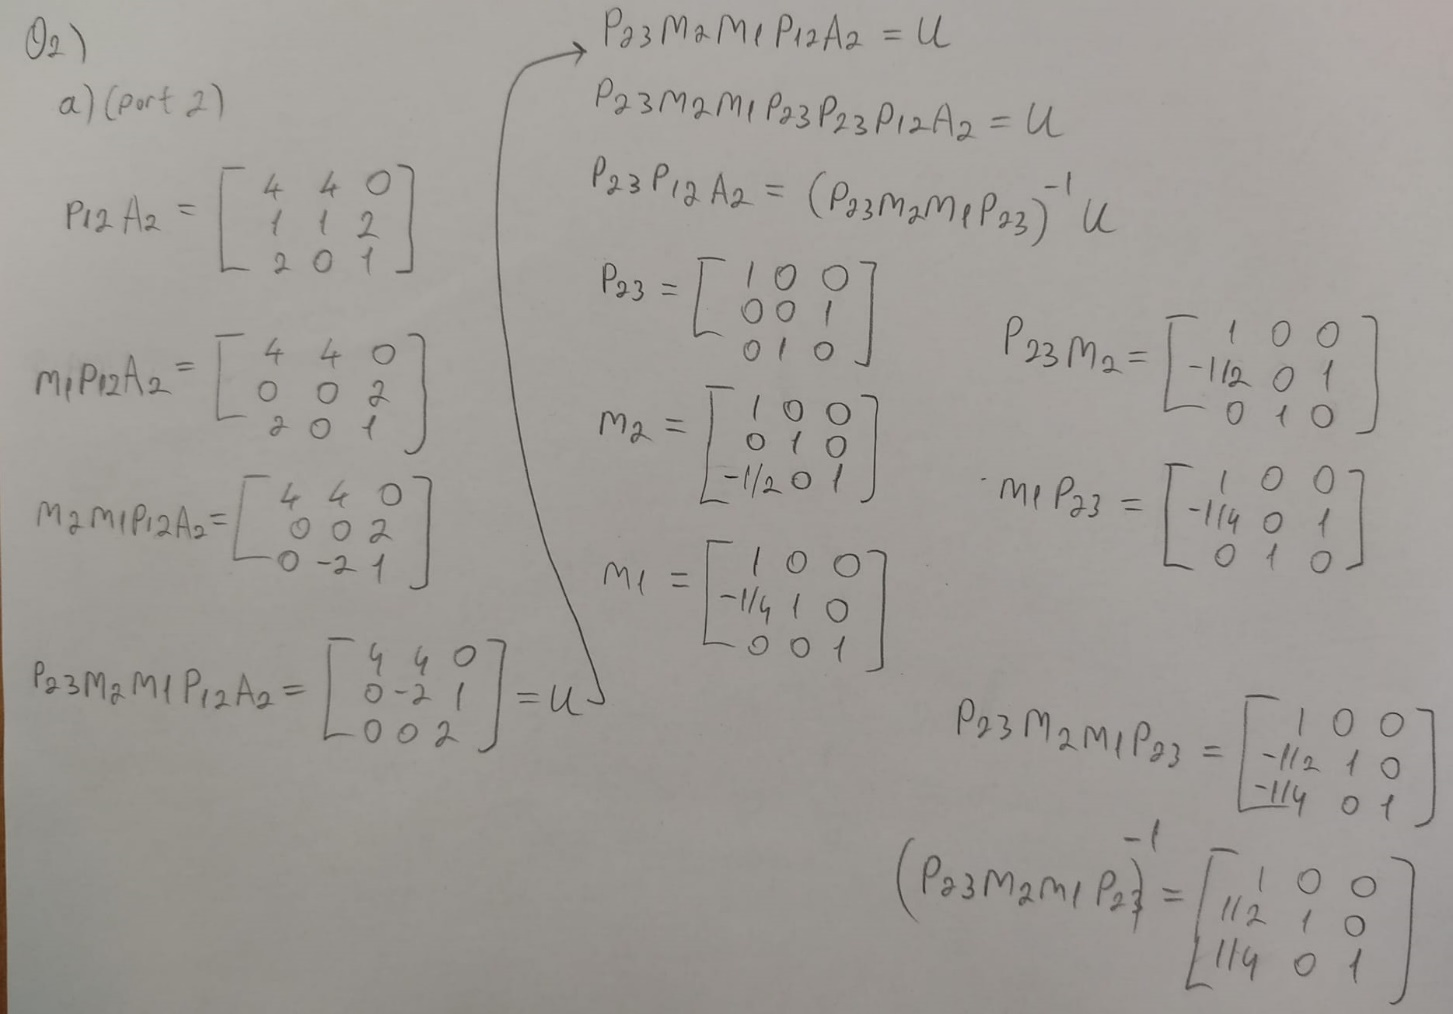 Q2)
a) (part 2)
P12 A2 = [ 4 4 0
1 1 2
2 0 1 ]
M1P12A2 = [ 4 4 0
0 0 2
2 0 1 ]
M2M1P12A2 = [ 4 4 0
0 0 2
0 -2 1 ]
P23M2M1P12A2 = [ 4 4 0
0 -2 1
0 0 2 ] = U
P23M2M1P12A2 = U
P23M2M1P23P23P12A2 = U
P23P12A2 = (P23M2M1P23)^-1 U
P23 = [ 1 0 0
0 0 1
0 1 0 ]
M2 = [ 1 0 0
0 1 0
-1/2 0 1 ]
M1 = [ 1 0 0
-1/4 1 0
0 0 1 ]
P23M2 = [ 1 0 0
-1/2 0 1
0 1 0 ]
M1P23 = [ 1 0 0
-1/4 0 1
0 1 0 ]
P23M2M1P23 = [ 1 0 0
-1/2 1 0
-1/4 0 1 ]
(P23M2M1P23)^-1 = [ 1 0 0
1/2 1 0
1/4 0 1 ]